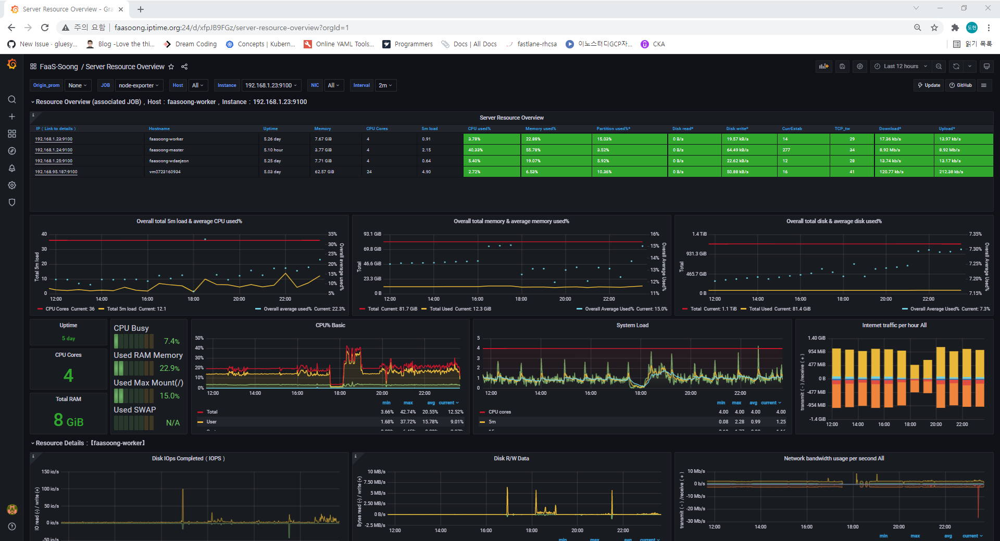 Server Resource Overview - Gra
주의 요함 | faasoong.iptime.org:24/d/xfpJB9FGz/server-resource-overview?orgId=1
도현
New Issue · gluesy... Blog -Love the thi... Dream Coding Concepts | Kubern... Online YAML Tools... Programmers Docs | All Docs fastlane-rhcsa 이노스터디GCP자... CKA 읽기 목록
FaaS-Soong / Server Resource Overview Last 12 hours
Origin_prom None JOB node-exporter Host All Instance 192.168.1.23:9100 NIC All Interval 2m Update GitHub
Resource Overview (associated JOB) , Host : faasoong-worker , Instance : 192.168.1.23:9100
Server Resource Overview
IP ( Link to details ) Hostname Uptime Memory CPU Cores 5m load CPU used% Memory used% Partition used%* Disk read* Disk write* CurrEstab TCP_tw Download* Upload*
192.168.1.23:9100 faasoong-worker 5.26 day 7.67 GiB 4 0.91 3.78% 22.88% 15.03% 0 B/s 19.57 kB/s 14 29 17.36 kb/s 13.97 kb/s
192.168.1.24:9100 faasoong-master 5.10 hour 3.77 GiB 4 2.15 40.33% 55.78% 3.52% 0 B/s 64.49 kB/s 277 34 8.92 Mb/s 8.92 Mb/s
192.168.1.25:9100 faasoong-wdaejeon 5.25 day 7.71 GiB 4 0.64 5.40% 19.07% 5.92% 0 B/s 22.62 kB/s 12 28 13.74 kb/s 13.17 kb/s
192.168.95.187:9100 vm0723160934 5.03 day 62.57 GiB 24 4.90 2.72% 6.53% 10.36% 0 B/s 50.88 kB/s 16 41 120.77 kb/s 212.38 kb/s
Overall total 5m load & average CPU used%
Total 5m load
40
30
20
10
0
35%
30%
25%
20%
15%
10%
5%
Overall average used%
12:00 14:00 16:00 18:00 20:00 22:00
CPU Cores Current: 36 Total 5m load Current: 12.1 Overall average used% Current: 22.3%
Overall total memory & average memory used%
Total
93.1 GiB
69.8 GiB
46.6 GiB
23.3 GiB
0 B
16%
15%
14%
13%
12%
11%
Overall Average Used%
12:00 14:00 16:00 18:00 20:00 22:00
Total Current: 81.7 GiB Total Used Current: 12.3 GiB Overall Average Used% Current: 15.0%
Overall total disk & average disk used%
Total
1.4 TiB
931.3 GiB
465.7 GiB
0 B
7.35%
7.30%
7.25%
7.20%
7.15%
Overall Average Used%
12:00 14:00 16:00 18:00 20:00 22:00
Total Current: 1.1 TiB Total Used Current: 81.4 GiB Overall Average Used% Current: 7.3%
Uptime
5 day
CPU Cores
4
Total RAM
8 GiB
CPU Busy
7.4%
Used RAM Memory
22.9%
Used Max Mount(/)
15.0%
Used SWAP
N/A
CPU% Basic
50%
40%
30%
20%
10%
0%
12:00 14:00 16:00 18:00 20:00 22:00
min max avg current
Total 3.66% 42.74% 20.55% 12.52%
User 1.68% 37.72% 15.78% 9.01%
System Load
5
4
3
2
1
0
12:00 14:00 16:00 18:00 20:00 22:00
min max avg current
CPU cores 4.00 4.00 4.00 4.00
5m 0.08 2.28 0.99 1.25
Internet traffic per hour All
transmit ( - ) /receive ( + )
1.40 GiB
954 MiB
477 MiB
0 B
-477 MiB
-954 MiB
-1.4 GiB
12:00 14:00 16:00 18:00 20:00 22:00
Resource Details : 【faasoong-worker】
Disk IOps Completed ( IOPS )
IO read (-) / write (+)
150 io/s
100 io/s
50 io/s
0 io/s
-50 io/s
Disk R/W Data
Bytes read (-) / write (+)
10 MB/s
7.50 MB/s
5 MB/s
2.50 MB/s
0 B/s
-2.5 MB/s
12:00 14:00 16:00 18:00 20:00 22:00
min max avg current
Network bandwidth usage per second All
transmit ( - ) /receive ( + )
10 Mb/s
0 b/s
-10 Mb/s
-20 Mb/s
-30 Mb/s
12:00 14:00 16:00 18:00 20:00 22:00
min max avg current